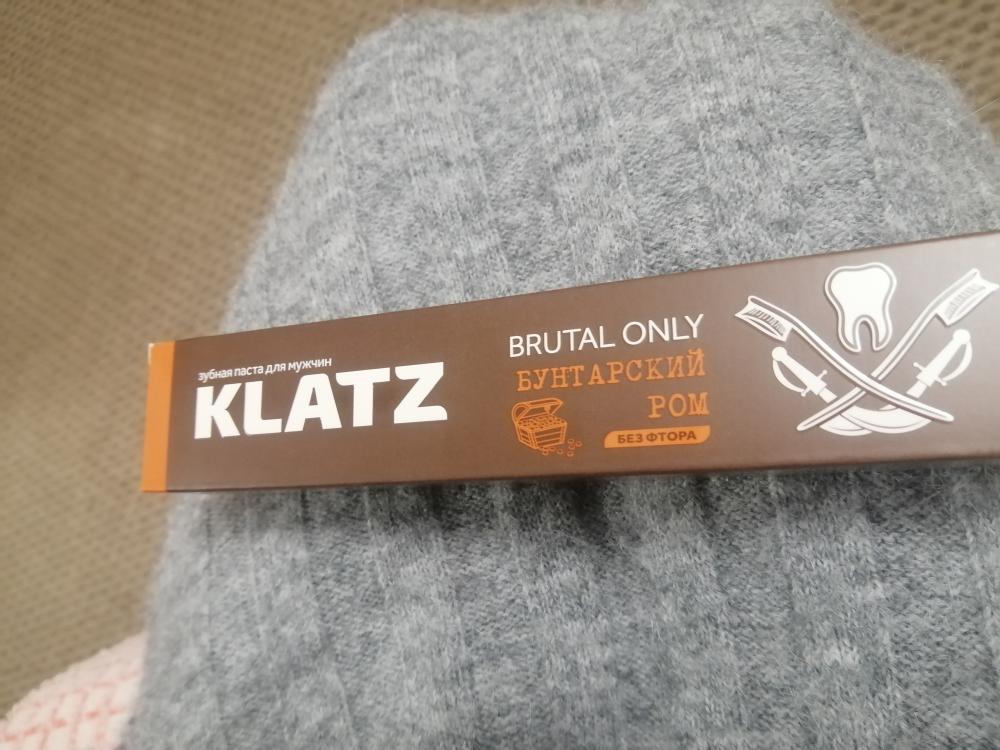 зубная паста для мужчин
KLATZ
BRUTAL ONLY
БУНТАРСКИЙ
РОМ
БЕЗ ФТОРА